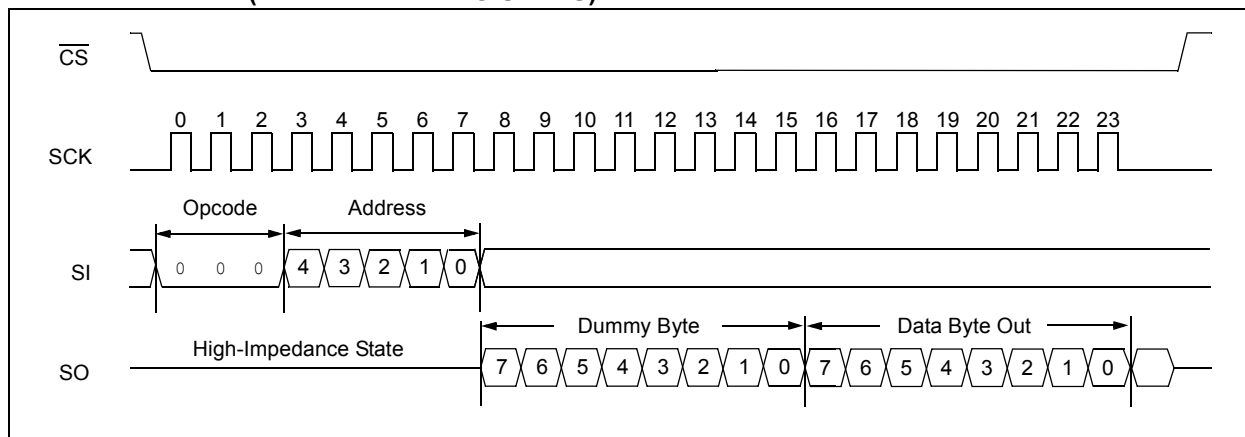 CS
0 1 2 3 4 5 6 7 8 9 10 11 12 13 14 15 16 17 18 19 20 21 22 23
SCK
Opcode Address
SI 0 0 0 4 3 2 1 0
Dummy Byte Data Byte Out
High-Impedance State
SO 7 6 5 4 3 2 1 0 7 6 5 4 3 2 1 0